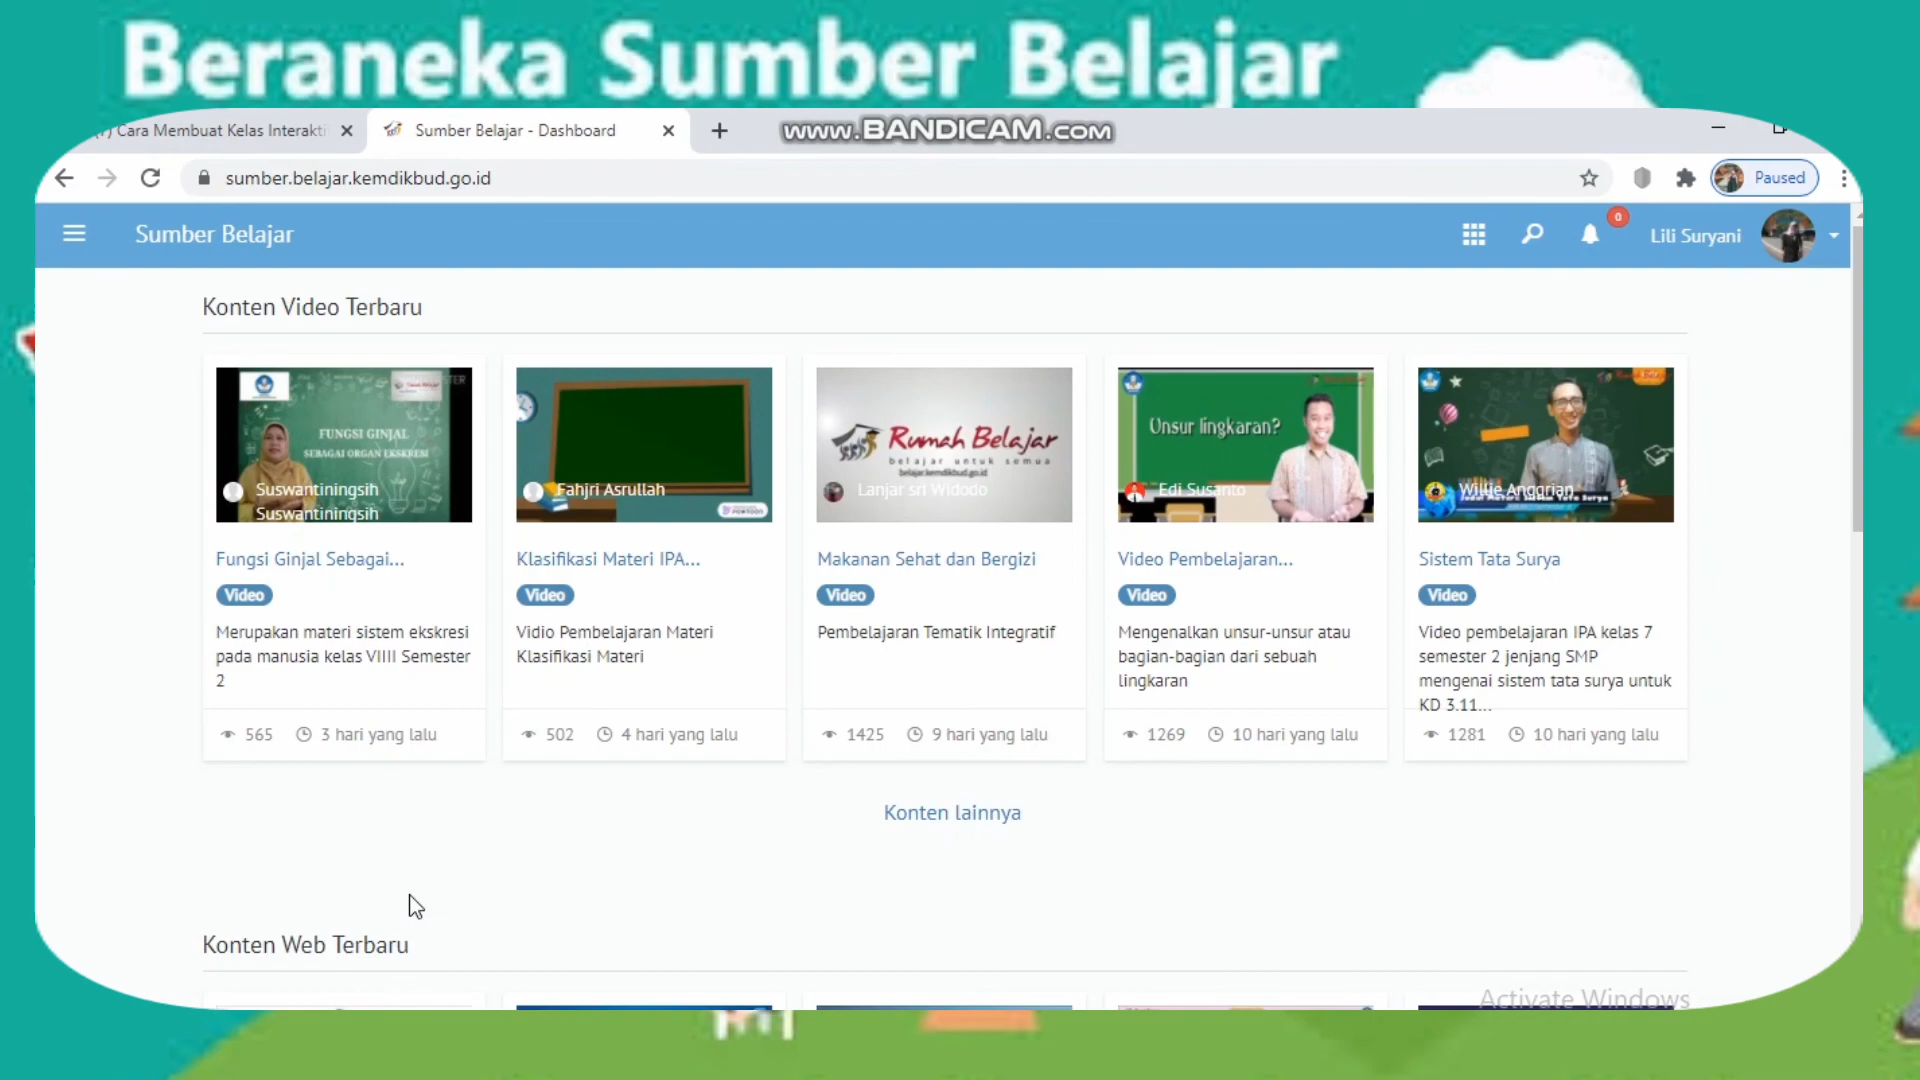 Beraneka Sumber Belajar
Cara Membuat Kelas Interakti
Sumber Belajar - Dashboard
www.BANDICAM.com
sumber.belajar.kemdikbud.go.id
Paused
Sumber Belajar
0
Lili Suryani
Konten Video Terbaru
FUNGSI GINJAL
SEBAGAI ORGAN EKSKRESI
Suswantiningsih
Suswantiningsih
Fungsi Ginjal Sebagai...
Video
Merupakan materi sistem ekskresi
pada manusia kelas VIIII Semester
2
565
3 hari yang lalu
Fahjri Asrullah
POWTOON
Klasifikasi Materi IPA...
Video
Vidio Pembelajaran Materi
Klasifikasi Materi
502
4 hari yang lalu
Rumah Belajar
belajar untuk semua
belajar.kemdikbud.go.id
Lanjar sri Widodo
Makanan Sehat dan Bergizi
Video
Pembelajaran Tematik Integratif
1425
9 hari yang lalu
Unsur lingkaran?
Edi Susanto
Video Pembelajaran...
Video
Mengenalkan unsur-unsur atau
bagian-bagian dari sebuah
lingkaran
1269
10 hari yang lalu
Willie Anggrian
Sistem Tata Surya
Video
Video pembelajaran IPA kelas 7
semester 2 jenjang SMP
mengenai sistem tata surya untuk
KD 3.11...
1281
10 hari yang lalu
Konten lainnya
Konten Web Terbaru
Activate Windows